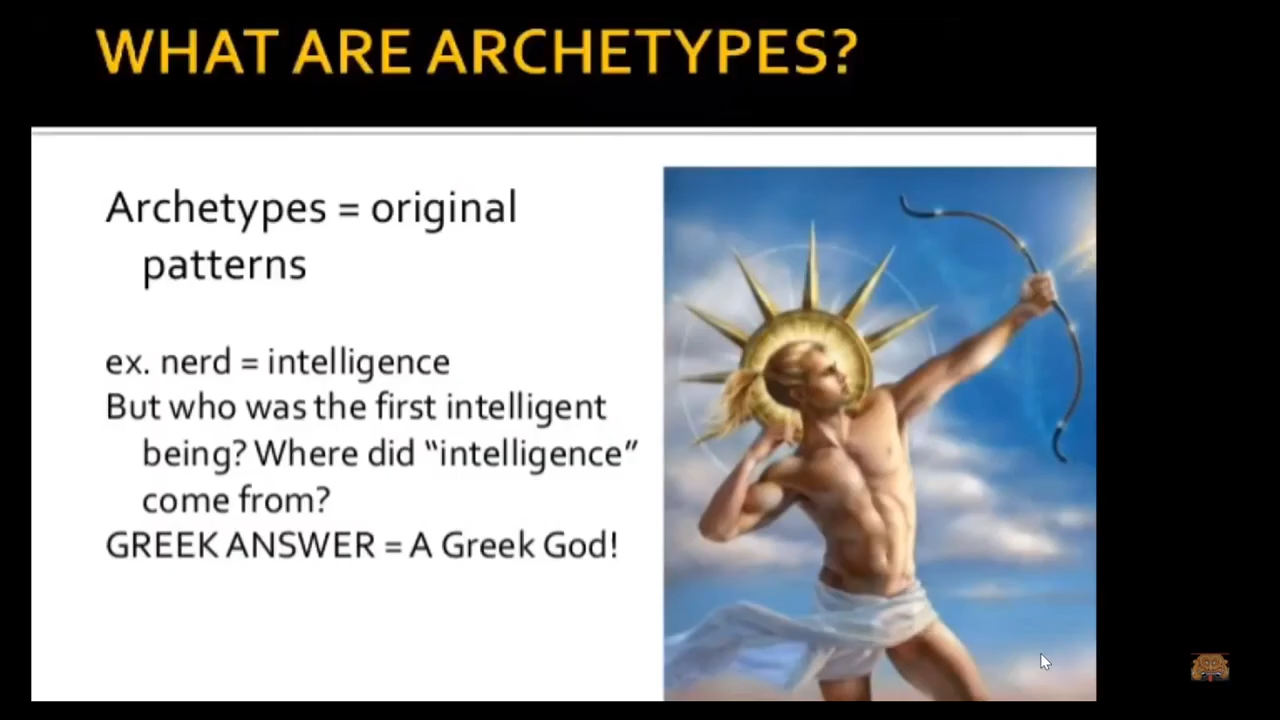 WHAT ARE ARCHETYPES?
Archetypes = original
patterns
ex. nerd = intelligence
But who was the first intelligent
being? Where did “intelligence”
come from?
GREEK ANSWER = A Greek God!